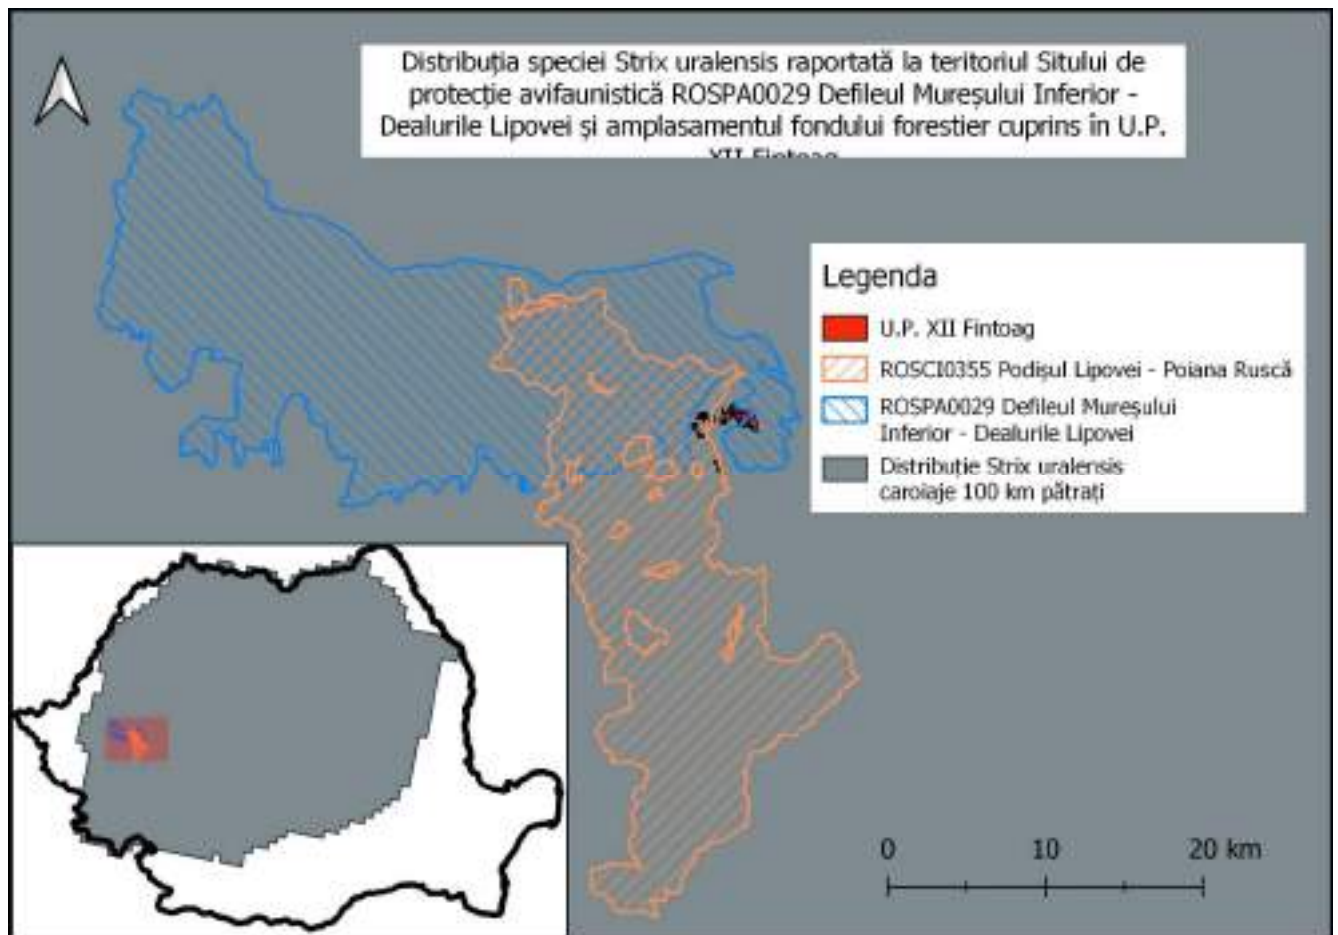 Distribuția speciei Strix uralensis raportată la teritoriul Sitului de
protecție avifaunistică ROSPA0029 Defileul Mureșului Inferior -
Dealurile Lipovei și amplasamentul fondului forestier cuprins în U.P.
XII Fintoag
Legenda
U.P. XII Fintoag
ROSCI0355 Podișul Lipovei - Poiana Ruscă
ROSPA0029 Defileul Mureșului
Inferior - Dealurile Lipovei
Distribuție Strix uralensis
caroiaje 100 km pătrați
0 10 20 km